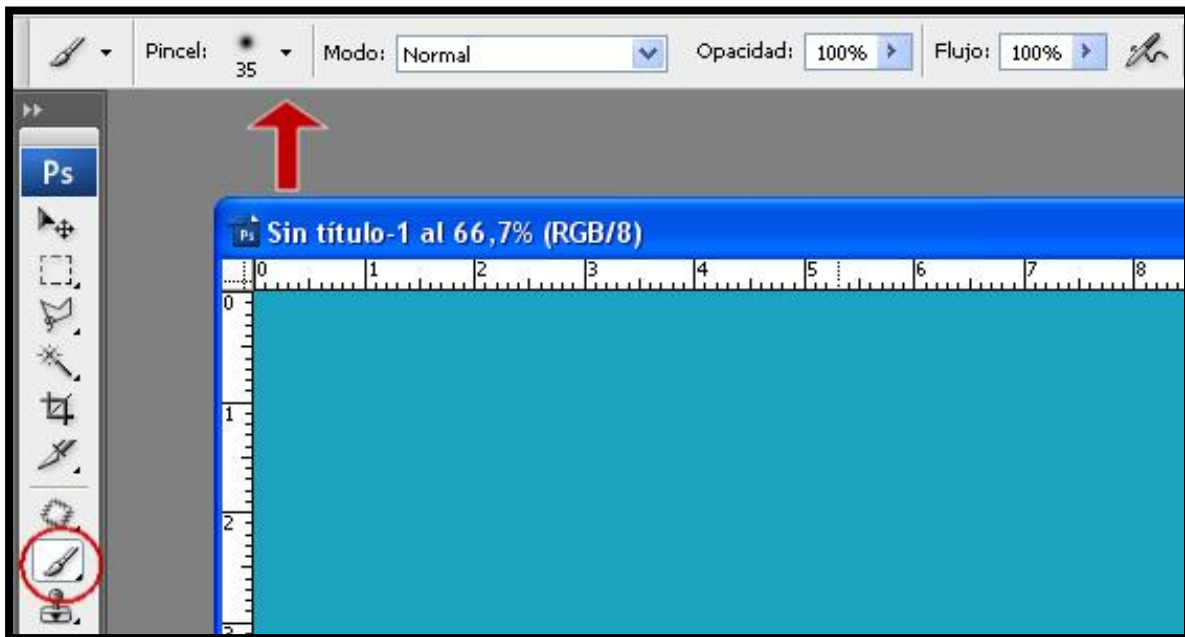 Pincel: 35 Modo: Normal Opacidad: 100% Flujo: 100%
Ps
Sin título-1 al 66,7% (RGB/8)
0 1 2 3 4 5 6 7 8
0
1
2
3